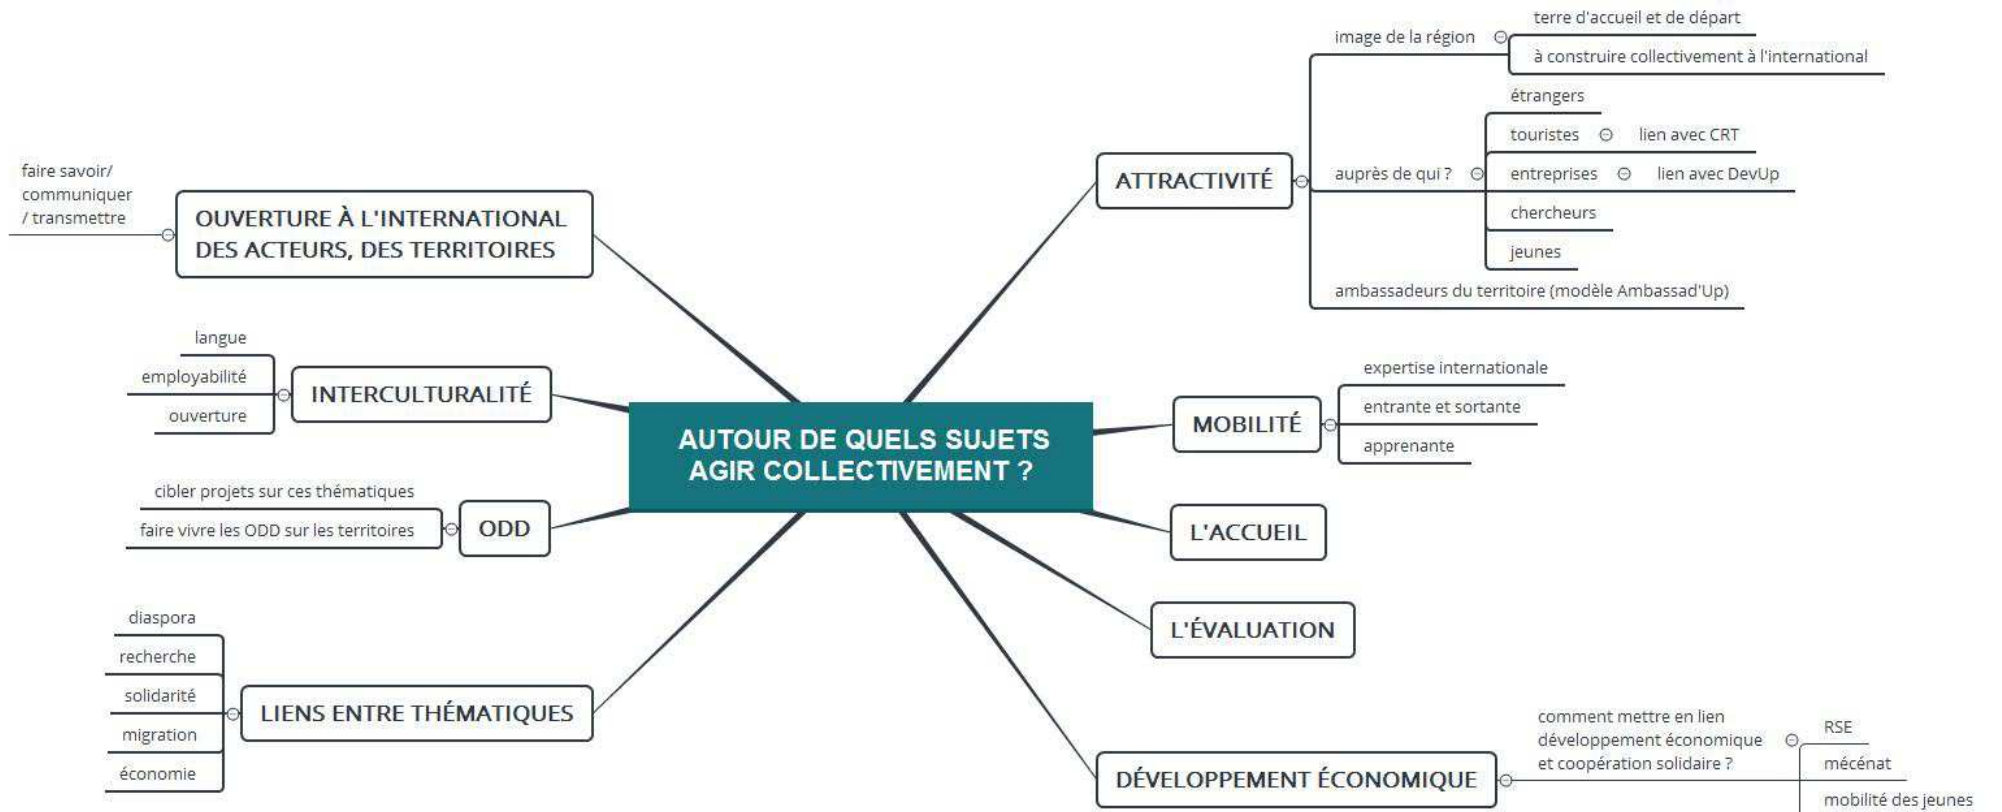 AUTOUR DE QUELS SUJETS
AGIR COLLECTIVEMENT ?
ATTRACTIVITÉ
image de la région
terre d'accueil et de départ
à construire collectivement à l'international
auprès de qui ?
étrangers
touristes
lien avec CRT
entreprises
lien avec DevUp
chercheurs
jeunes
ambassadeurs du territoire (modèle Ambassad'Up)
MOBILITÉ
expertise internationale
entrante et sortante
apprenante
L'ACCUEIL
L'ÉVALUATION
DÉVELOPPEMENT ÉCONOMIQUE
comment mettre en lien
développement économique
et coopération solidaire ?
RSE
mécénat
mobilité des jeunes
OUVERTURE À L'INTERNATIONAL
DES ACTEURS, DES TERRITOIRES
faire savoir/
communiquer
/ transmettre
INTERCULTURALITÉ
langue
employabilité
ouverture
ODD
cibler projets sur ces thématiques
faire vivre les ODD sur les territoires
LIENS ENTRE THÉMATIQUES
diaspora
recherche
solidarité
migration
économie